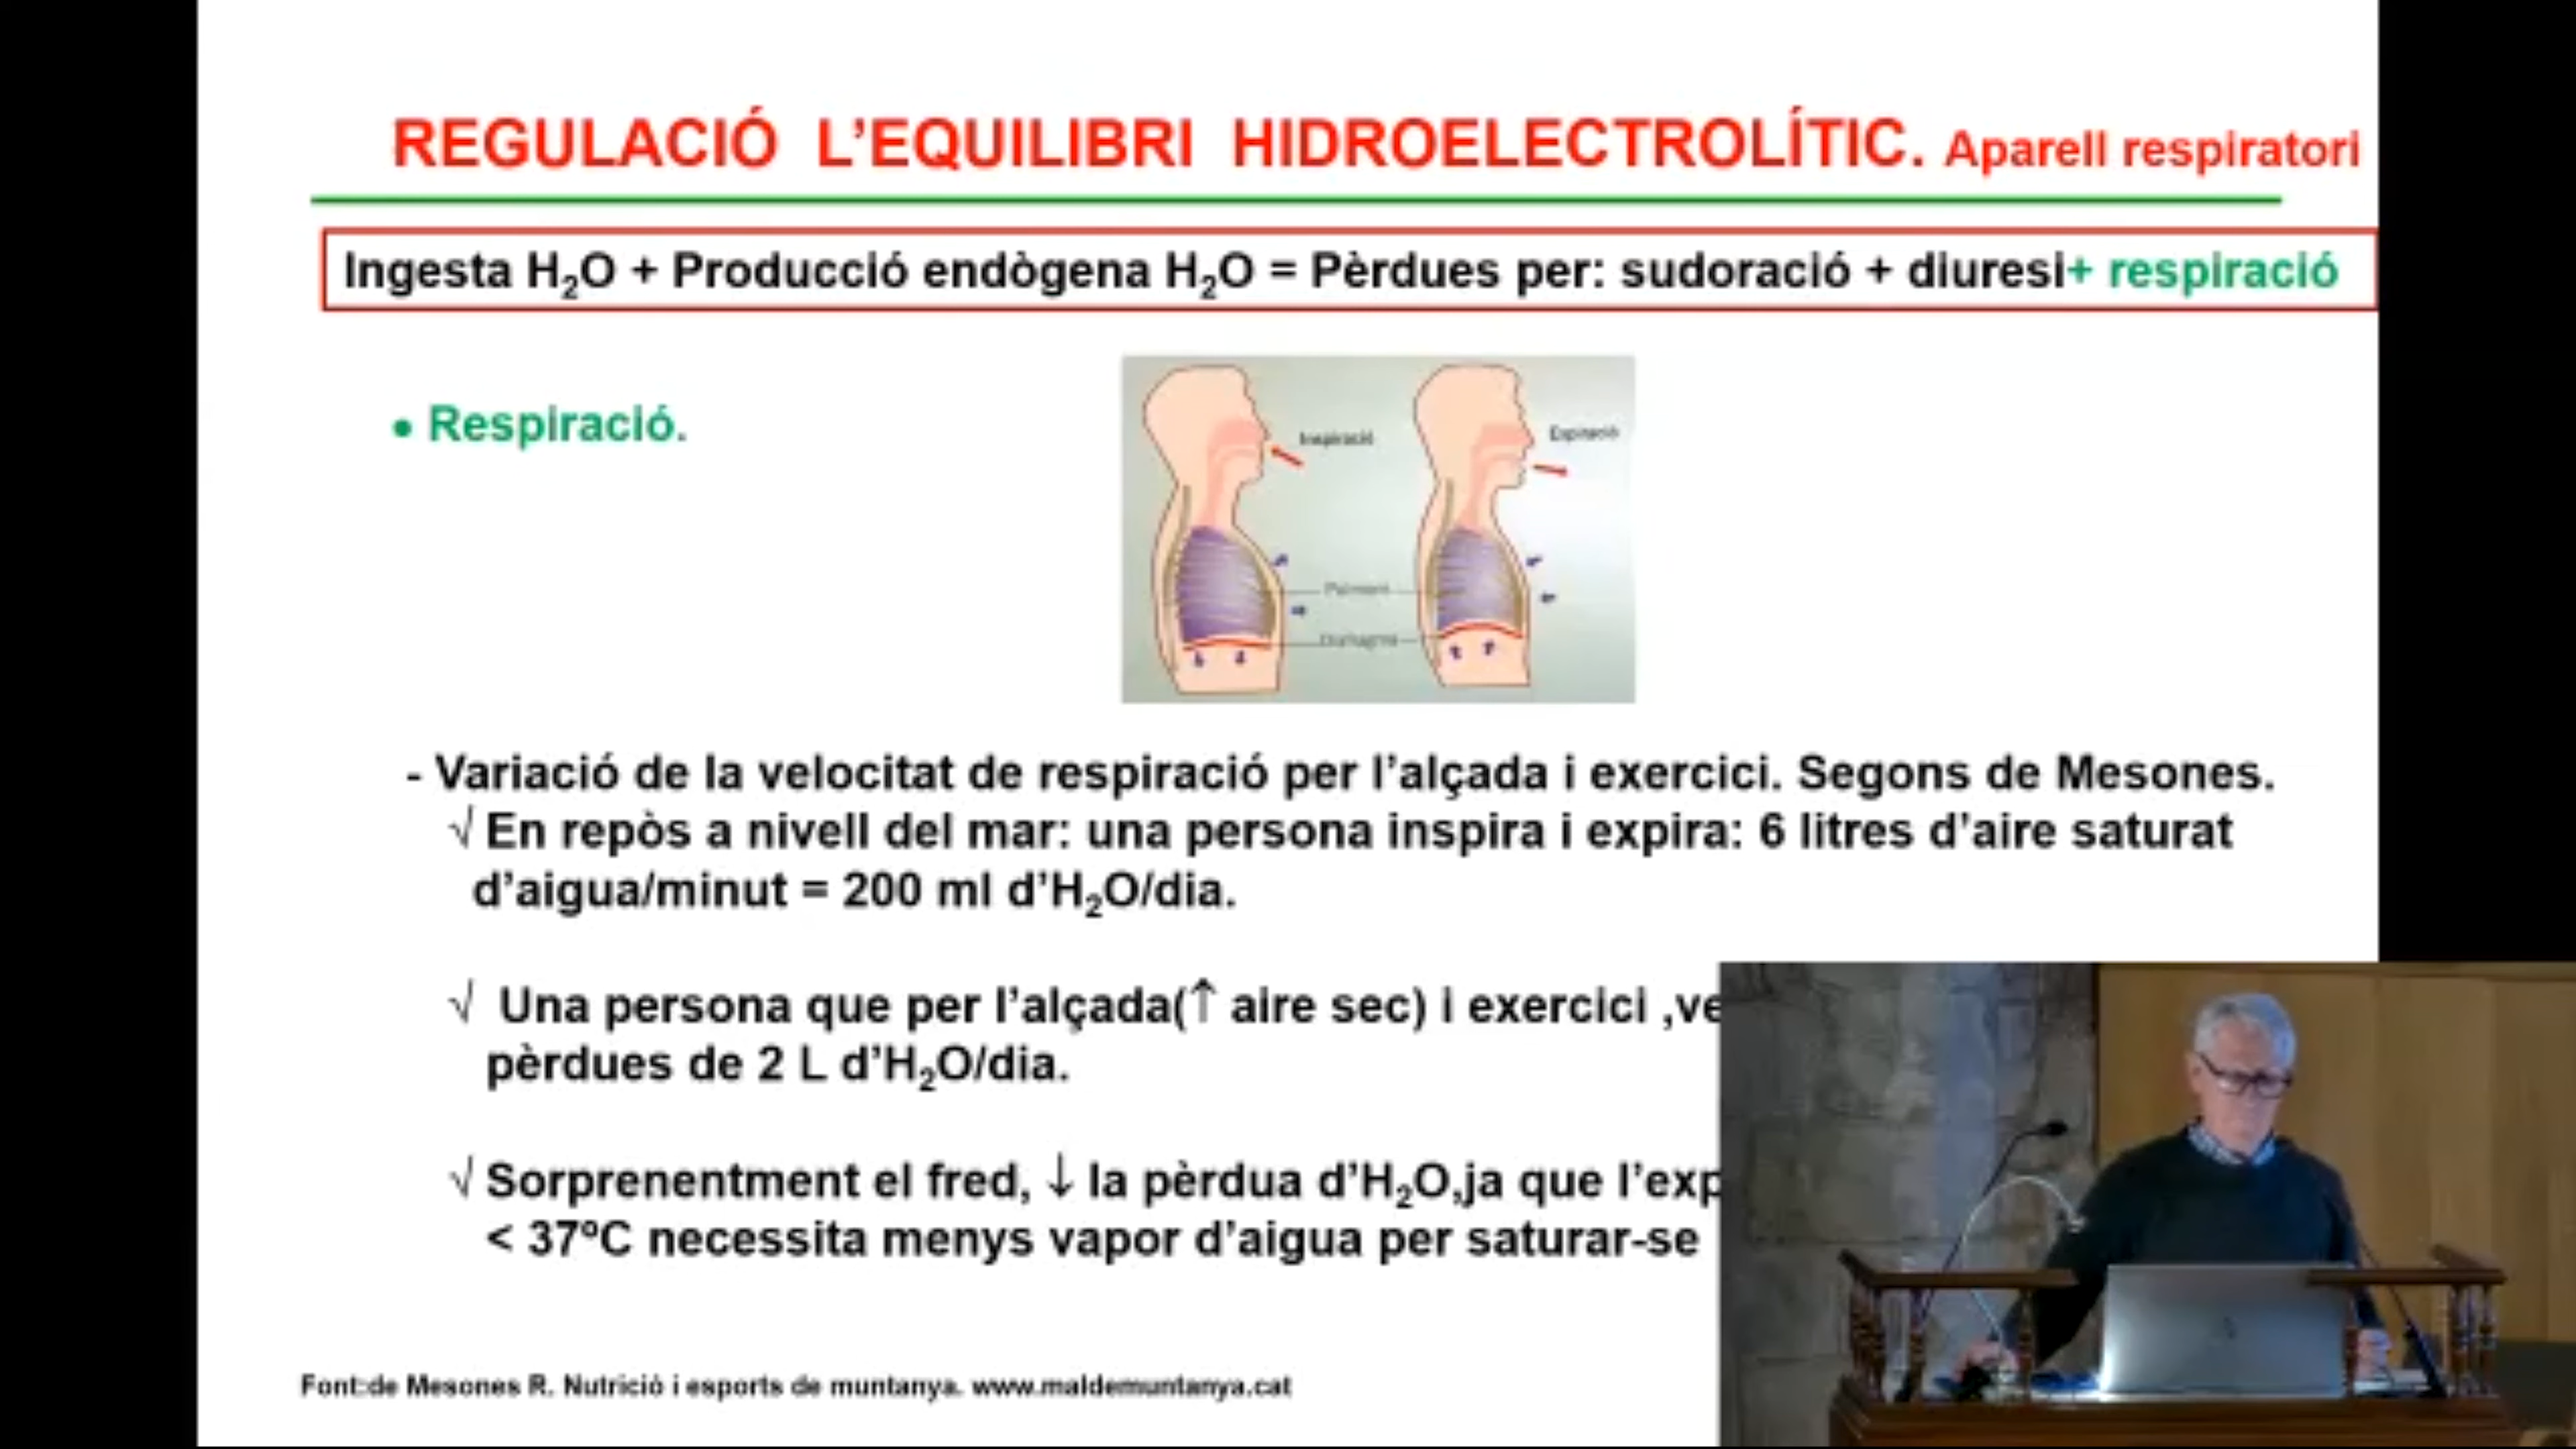 REGULACIÓ L’EQUILIBRI HIDROELECTROLÍTIC. Aparell respiratori
Ingesta H₂O + Producció endògena H₂O = Pèrdues per: sudoració + diuresi+ respiració
• Respiració.
Inspiració
Espiració
Pulmons
Diafragma
- Variació de la velocitat de respiració per l’alçada i exercici. Segons de Mesones.
√ En repòs a nivell del mar: una persona inspira i expira: 6 litres d’aire saturat
d’aigua/minut = 200 ml d’H₂O/dia.
√ Una persona que per l’alçada(↑ aire sec) i exercici ,ve
pèrdues de 2 L d’H₂O/dia.
√ Sorprenentment el fred, ↓ la pèrdua d’H₂O,ja que l’exp
< 37ºC necessita menys vapor d’aigua per saturar-se
Font:de Mesones R. Nutrició i esports de muntanya. www.maldemuntanya.cat